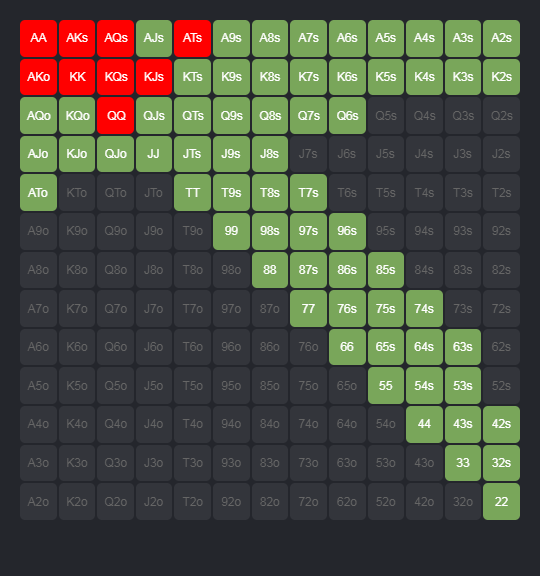 AA AKs AQs AJs ATs A9s A8s A7s A6s A5s A4s A3s A2s
AKo KK KQs KJs KTs K9s K8s K7s K6s K5s K4s K3s K2s
AQo KQo QQ QJs QTs Q9s Q8s Q7s Q6s Q5s Q4s Q3s Q2s
AJo KJo QJo JJ JTs J9s J8s J7s J6s J5s J4s J3s J2s
ATo KTo QTo JTo TT T9s T8s T7s T6s T5s T4s T3s T2s
A9o K9o Q9o J9o T9o 99 98s 97s 96s 95s 94s 93s 92s
A8o K8o Q8o J8o T8o 98o 88 87s 86s 85s 84s 83s 82s
A7o K7o Q7o J7o T7o 97o 87o 77 76s 75s 74s 73s 72s
A6o K6o Q6o J6o T6o 96o 86o 76o 66 65s 64s 63s 62s
A5o K5o Q5o J5o T5o 95o 85o 75o 65o 55 54s 53s 52s
A4o K4o Q4o J4o T4o 94o 84o 74o 64o 54o 44 43s 42s
A3o K3o Q3o J3o T3o 93o 83o 73o 63o 53o 43o 33 32s
A2o K2o Q2o J2o T2o 92o 82o 72o 62o 52o 42o 32o 22